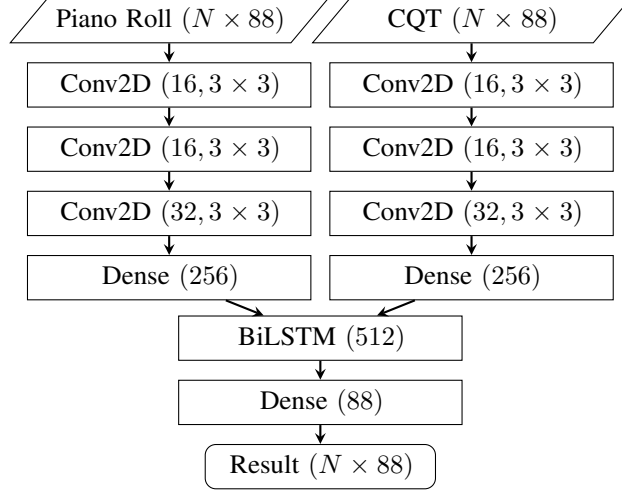 Piano Roll (N × 88) CQT (N × 88)
Conv2D (16, 3 × 3) Conv2D (16, 3 × 3)
Conv2D (16, 3 × 3) Conv2D (16, 3 × 3)
Conv2D (32, 3 × 3) Conv2D (32, 3 × 3)
Dense (256) Dense (256)
BiLSTM (512)
Dense (88)
Result (N × 88)